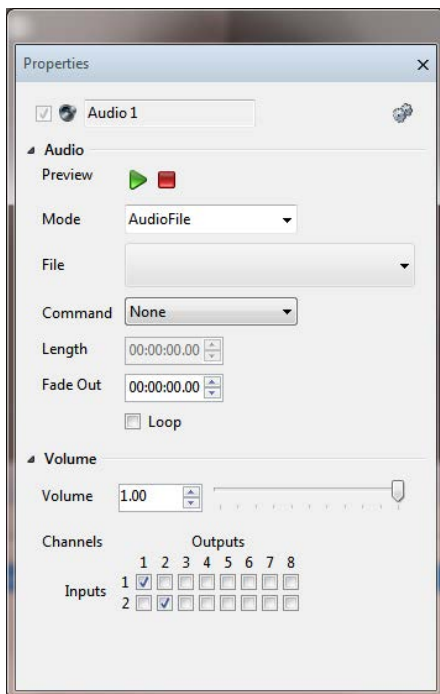 Properties
Audio 1
Audio
Preview
Mode AudioFile
File
Command None
Length 00:00:00.00
Fade Out 00:00:00.00
Loop
Volume
Volume 1.00
Channels Outputs
1 2 3 4 5 6 7 8
Inputs 1
2